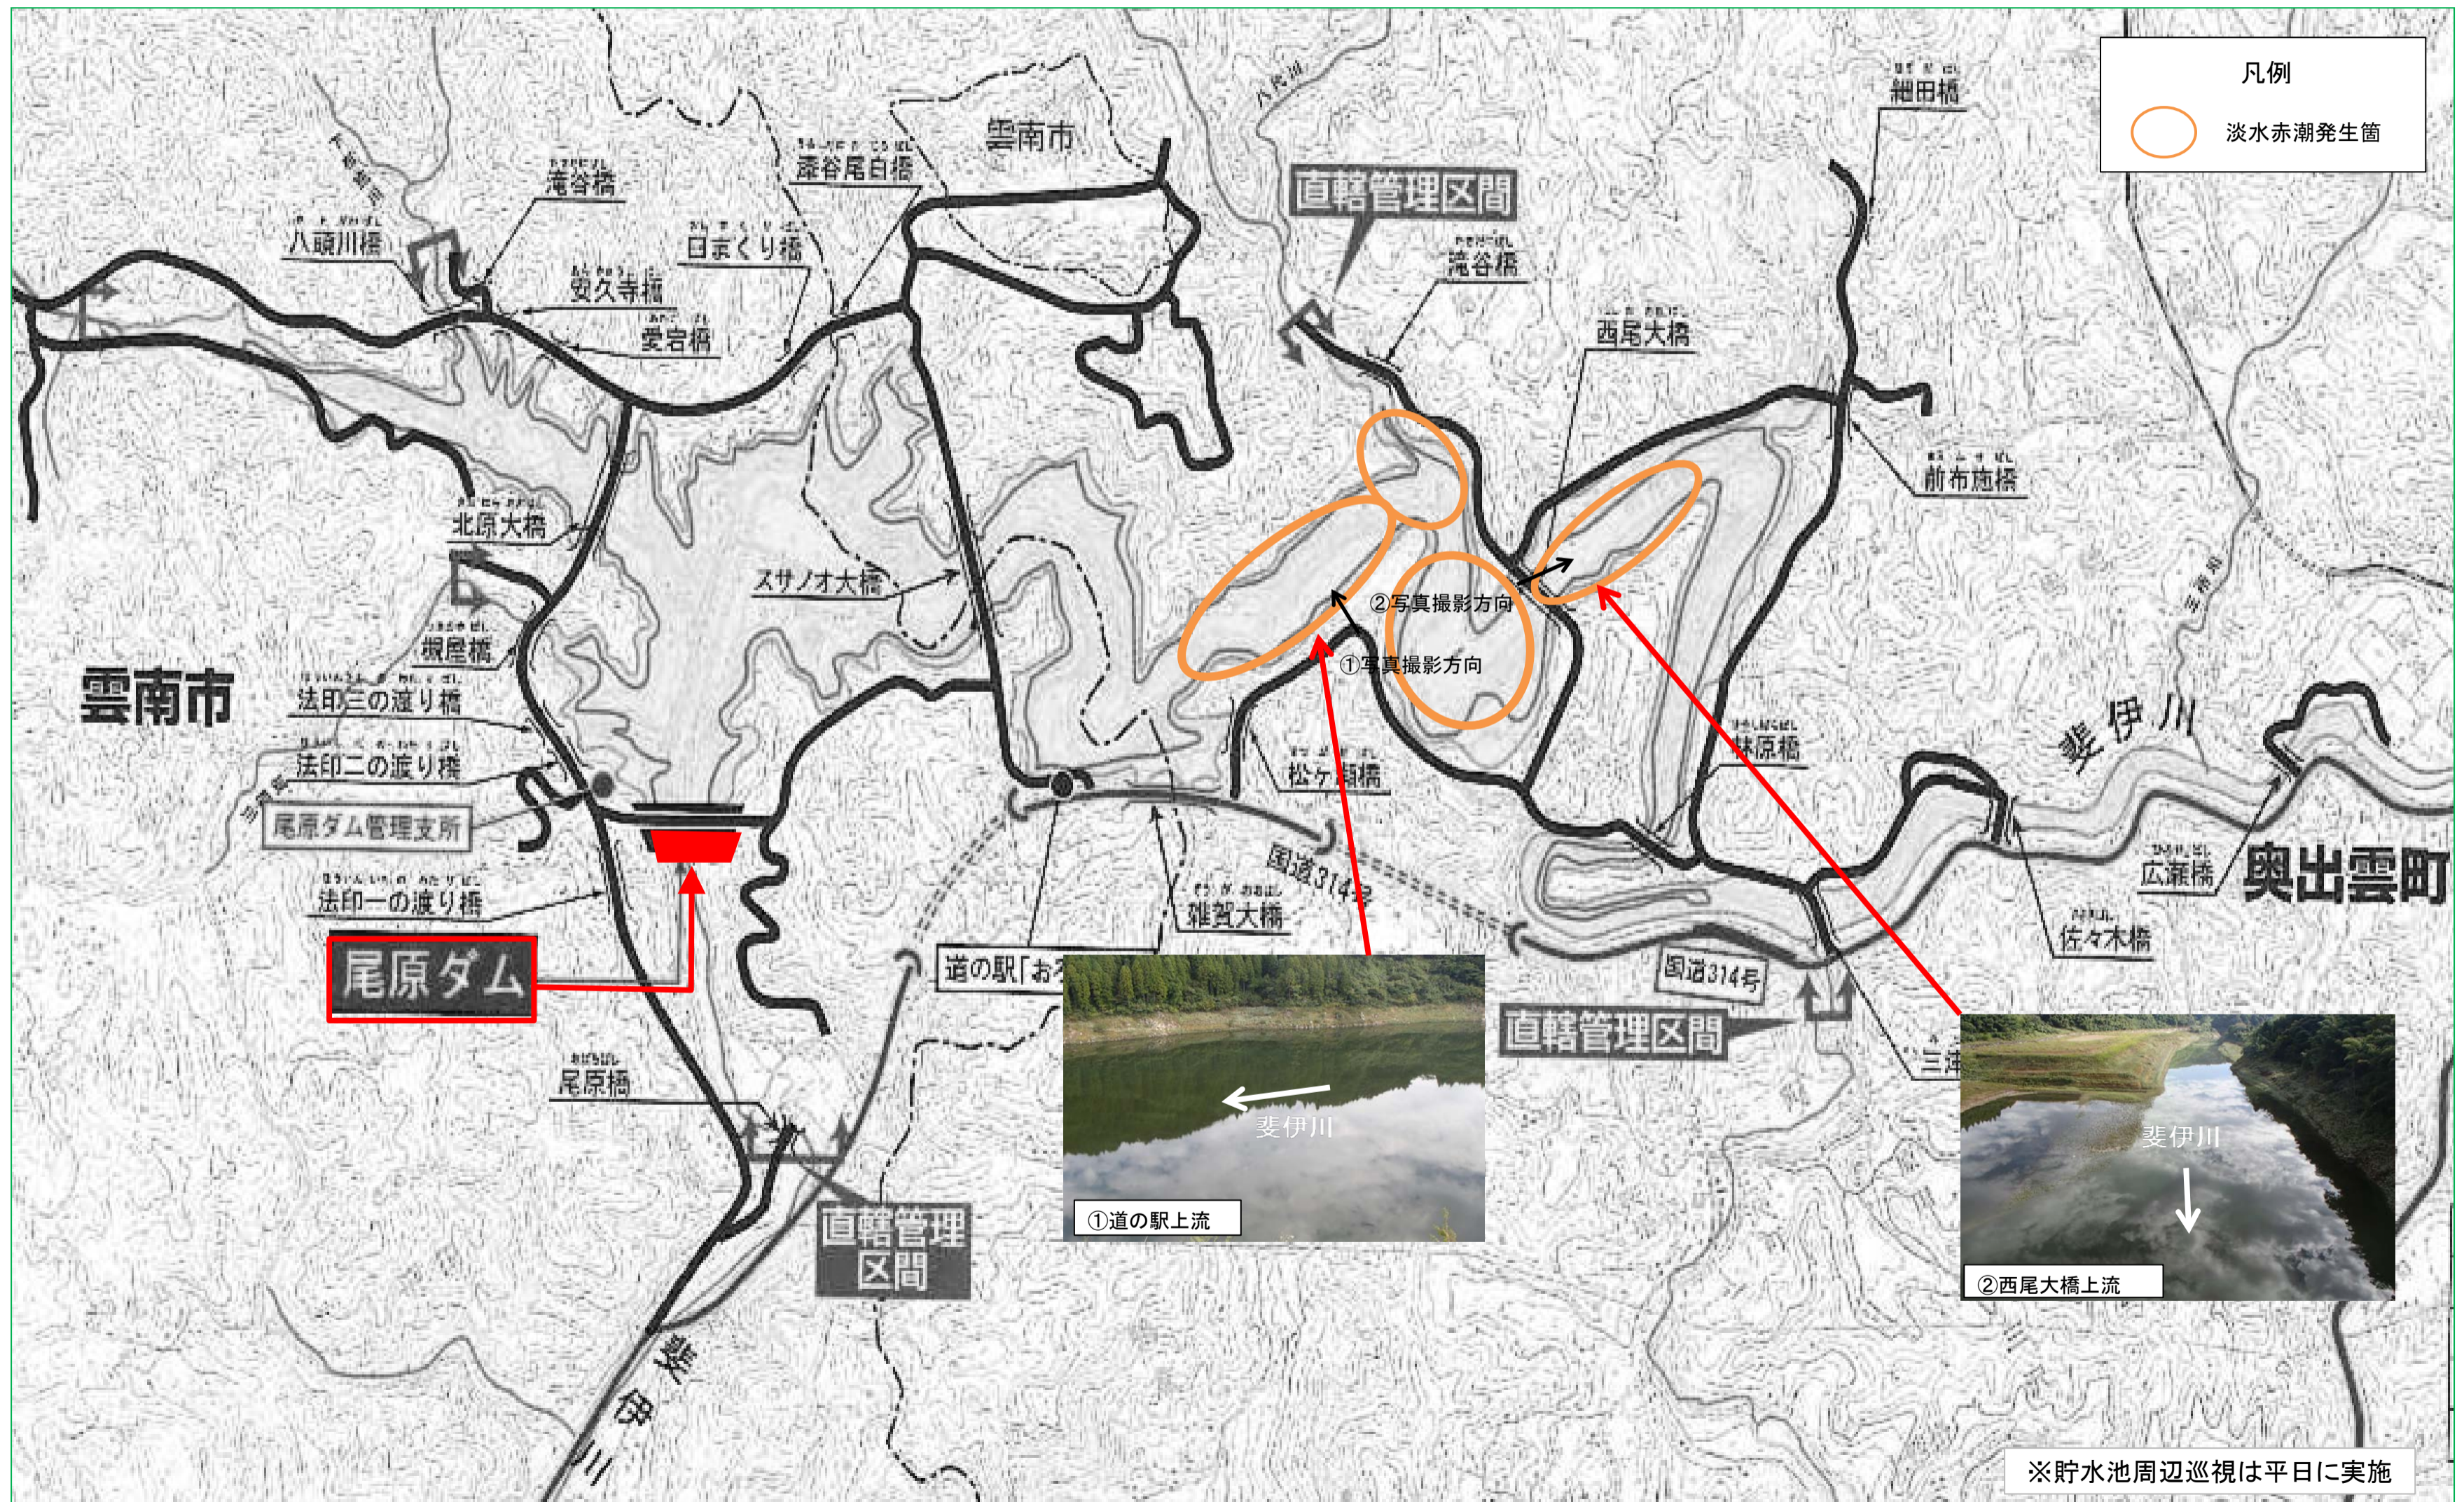 凡例
淡水赤潮発生箇
細田橋
八代川
雲南市
滝谷橋
八頭川橋
日まくり橋
直轄管理区間
滝谷橋
安久寺橋
愛宕橋
西尾大橋
前布施橋
北原大橋
スサノオ大橋
②写真撮影方向
①写真撮影方向
槻屋橋
雲南市
法印三の渡り橋
法印二の渡り橋
尾原ダム管理支所
法印一の渡り橋
尾原ダム
松ヶ瀬橋
林原橋
斐伊川
広瀬橋
奥出雲町
佐々木橋
国道314号
雑賀大橋
道の駅「お
国道314号
直轄管理区間
尾原橋
斐伊川
①道の駅上流
斐伊川
②西尾大橋上流
直轄管理
区間
斐伊川
※貯水池周辺巡視は平日に実施